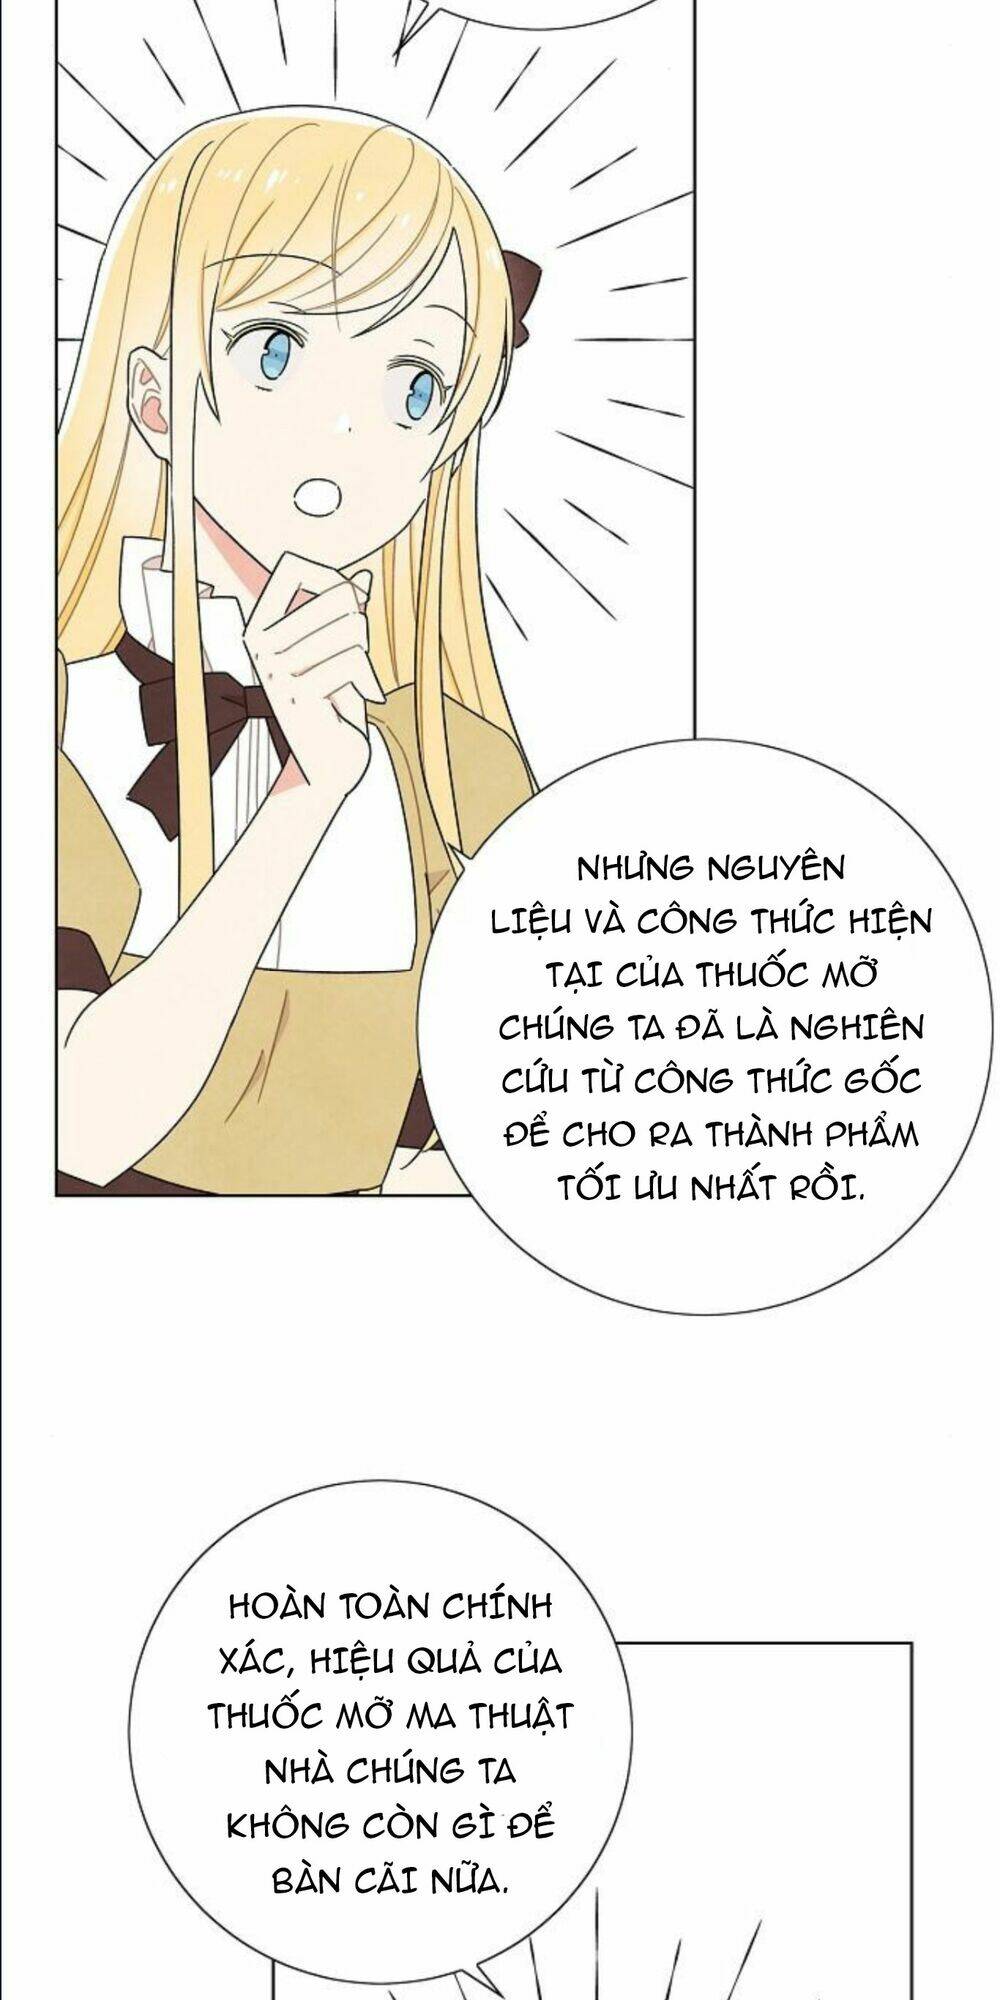 NHƯNG NGUYÊN
LIỆU VÀ CÔNG THỨC HIỆN
TẠI CỦA THUỐC MỠ
CHÚNG TA ĐÃ LÀ NGHIÊN
CỨU TỪ CÔNG THỨC GỐC
ĐỂ CHO RA THÀNH PHẨM
TỐI ƯU NHẤT RỒI.
HOÀN TOÀN CHÍNH
XÁC, HIỆU QUẢ CỦA
THUỐC MỠ MA THUẬT
NHÀ CHÚNG TA
KHÔNG CÒN GÌ ĐỂ
BÀN CÃI NỮA.